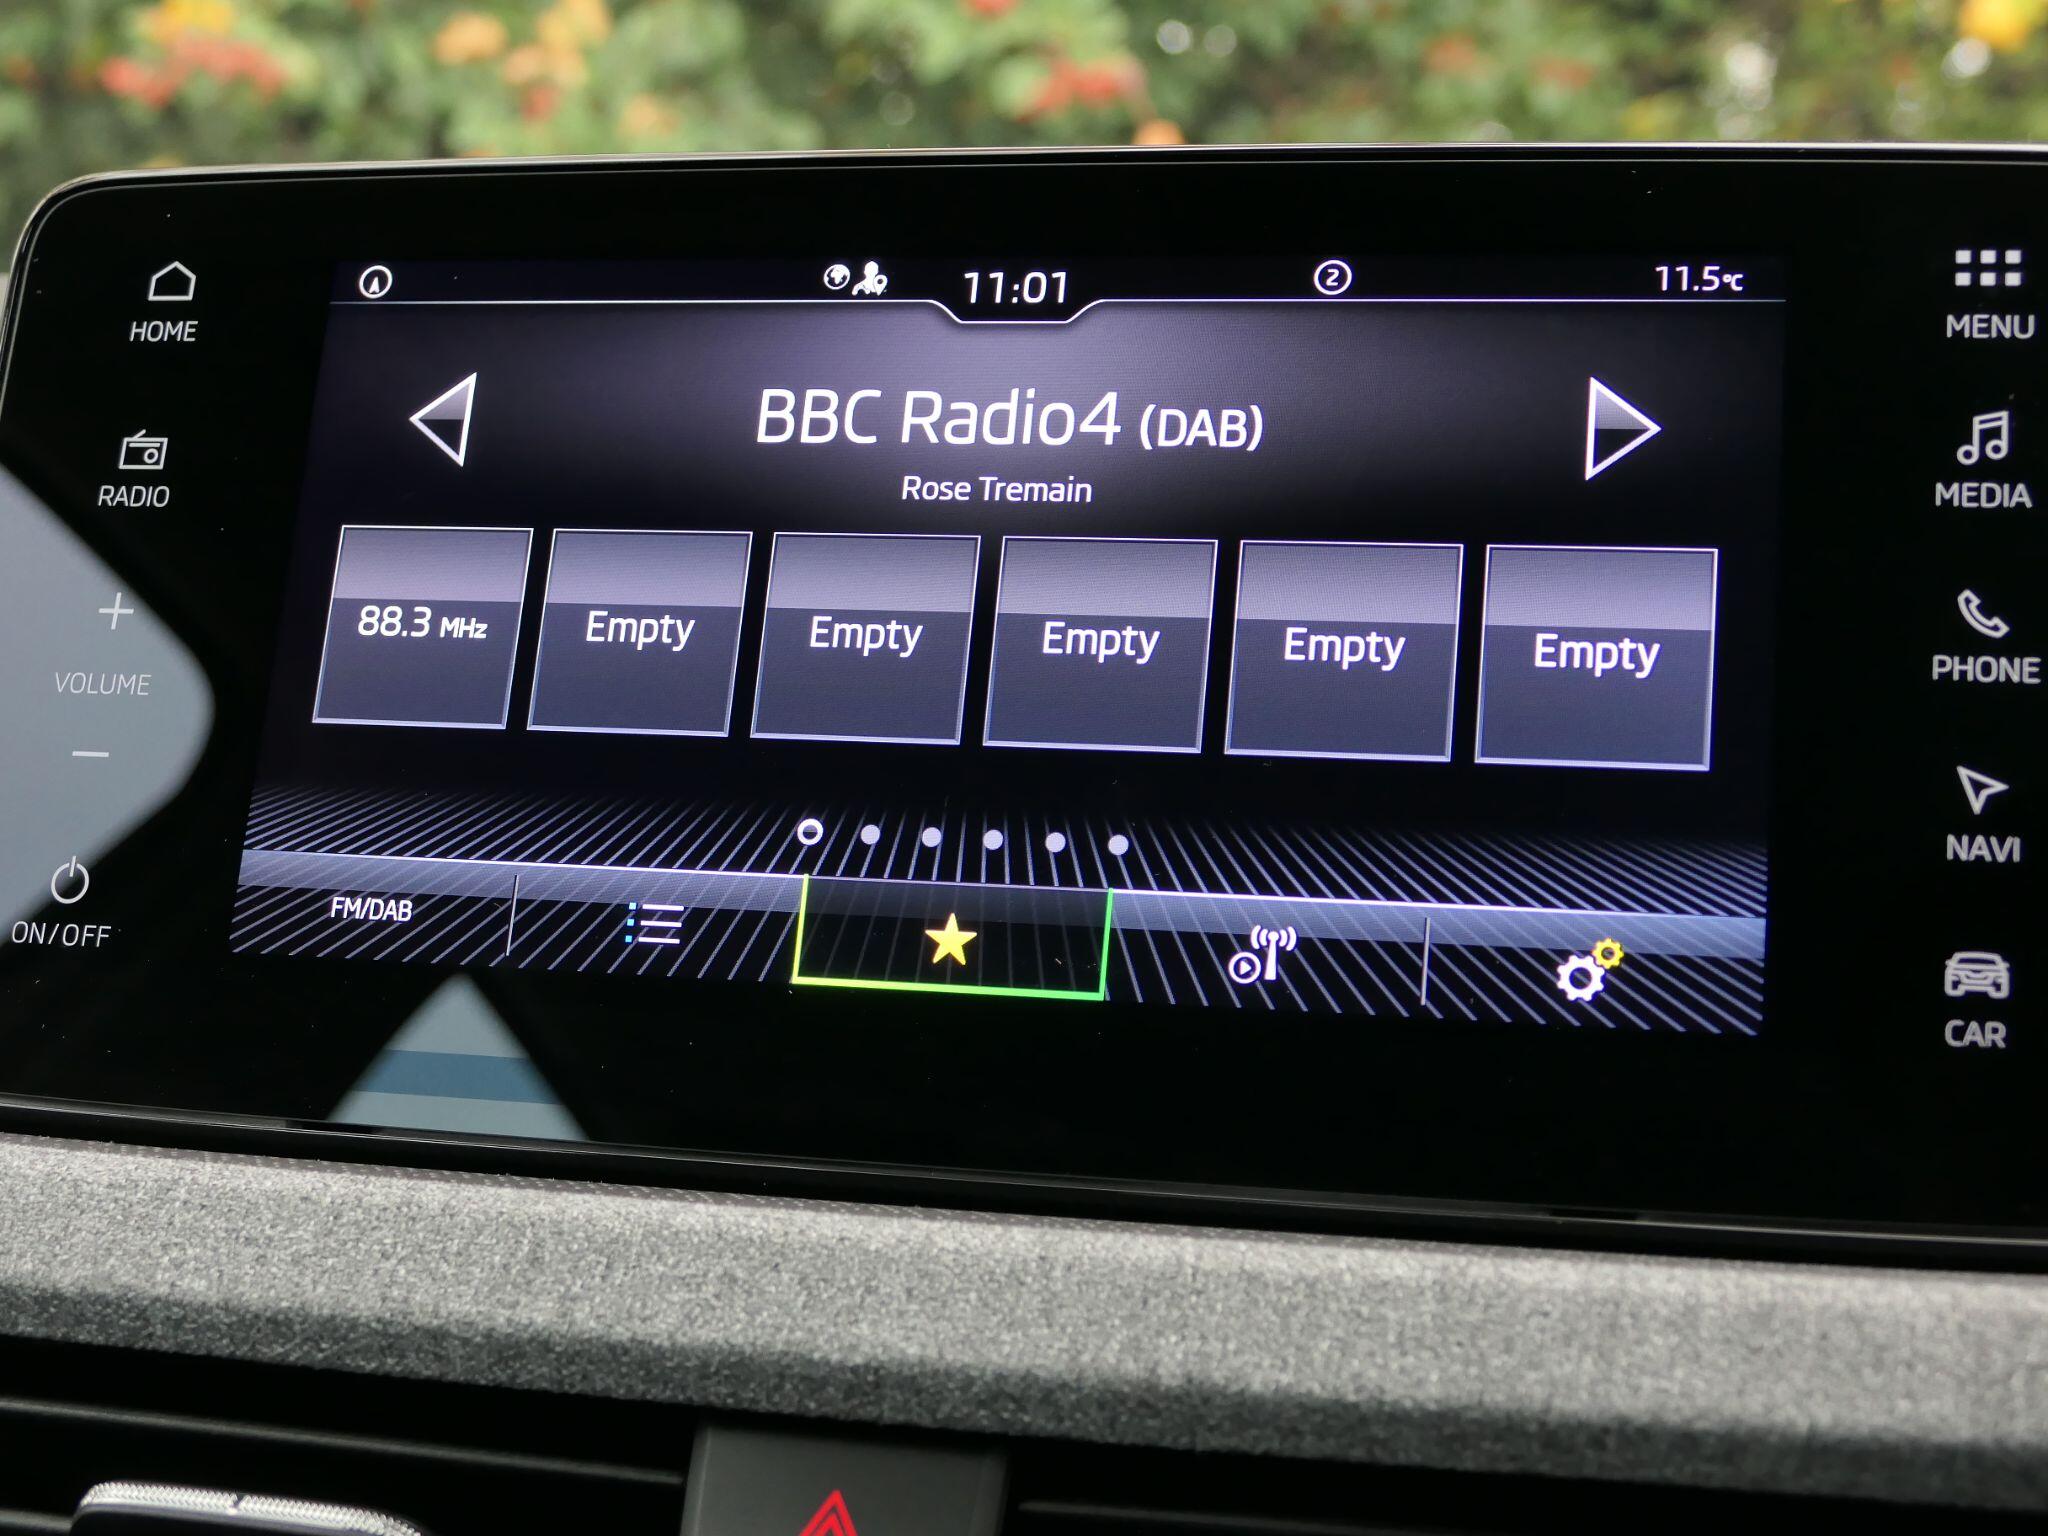 11:01
2
11.5°C
HOME
MENU
BBC Radio4 (DAB)
Rose Tremain
RADIO
MEDIA
88.3 MHz
Empty
Empty
Empty
Empty
Empty
+
VOLUME
−
PHONE
NAVI
ON/OFF
FM/DAB
CAR